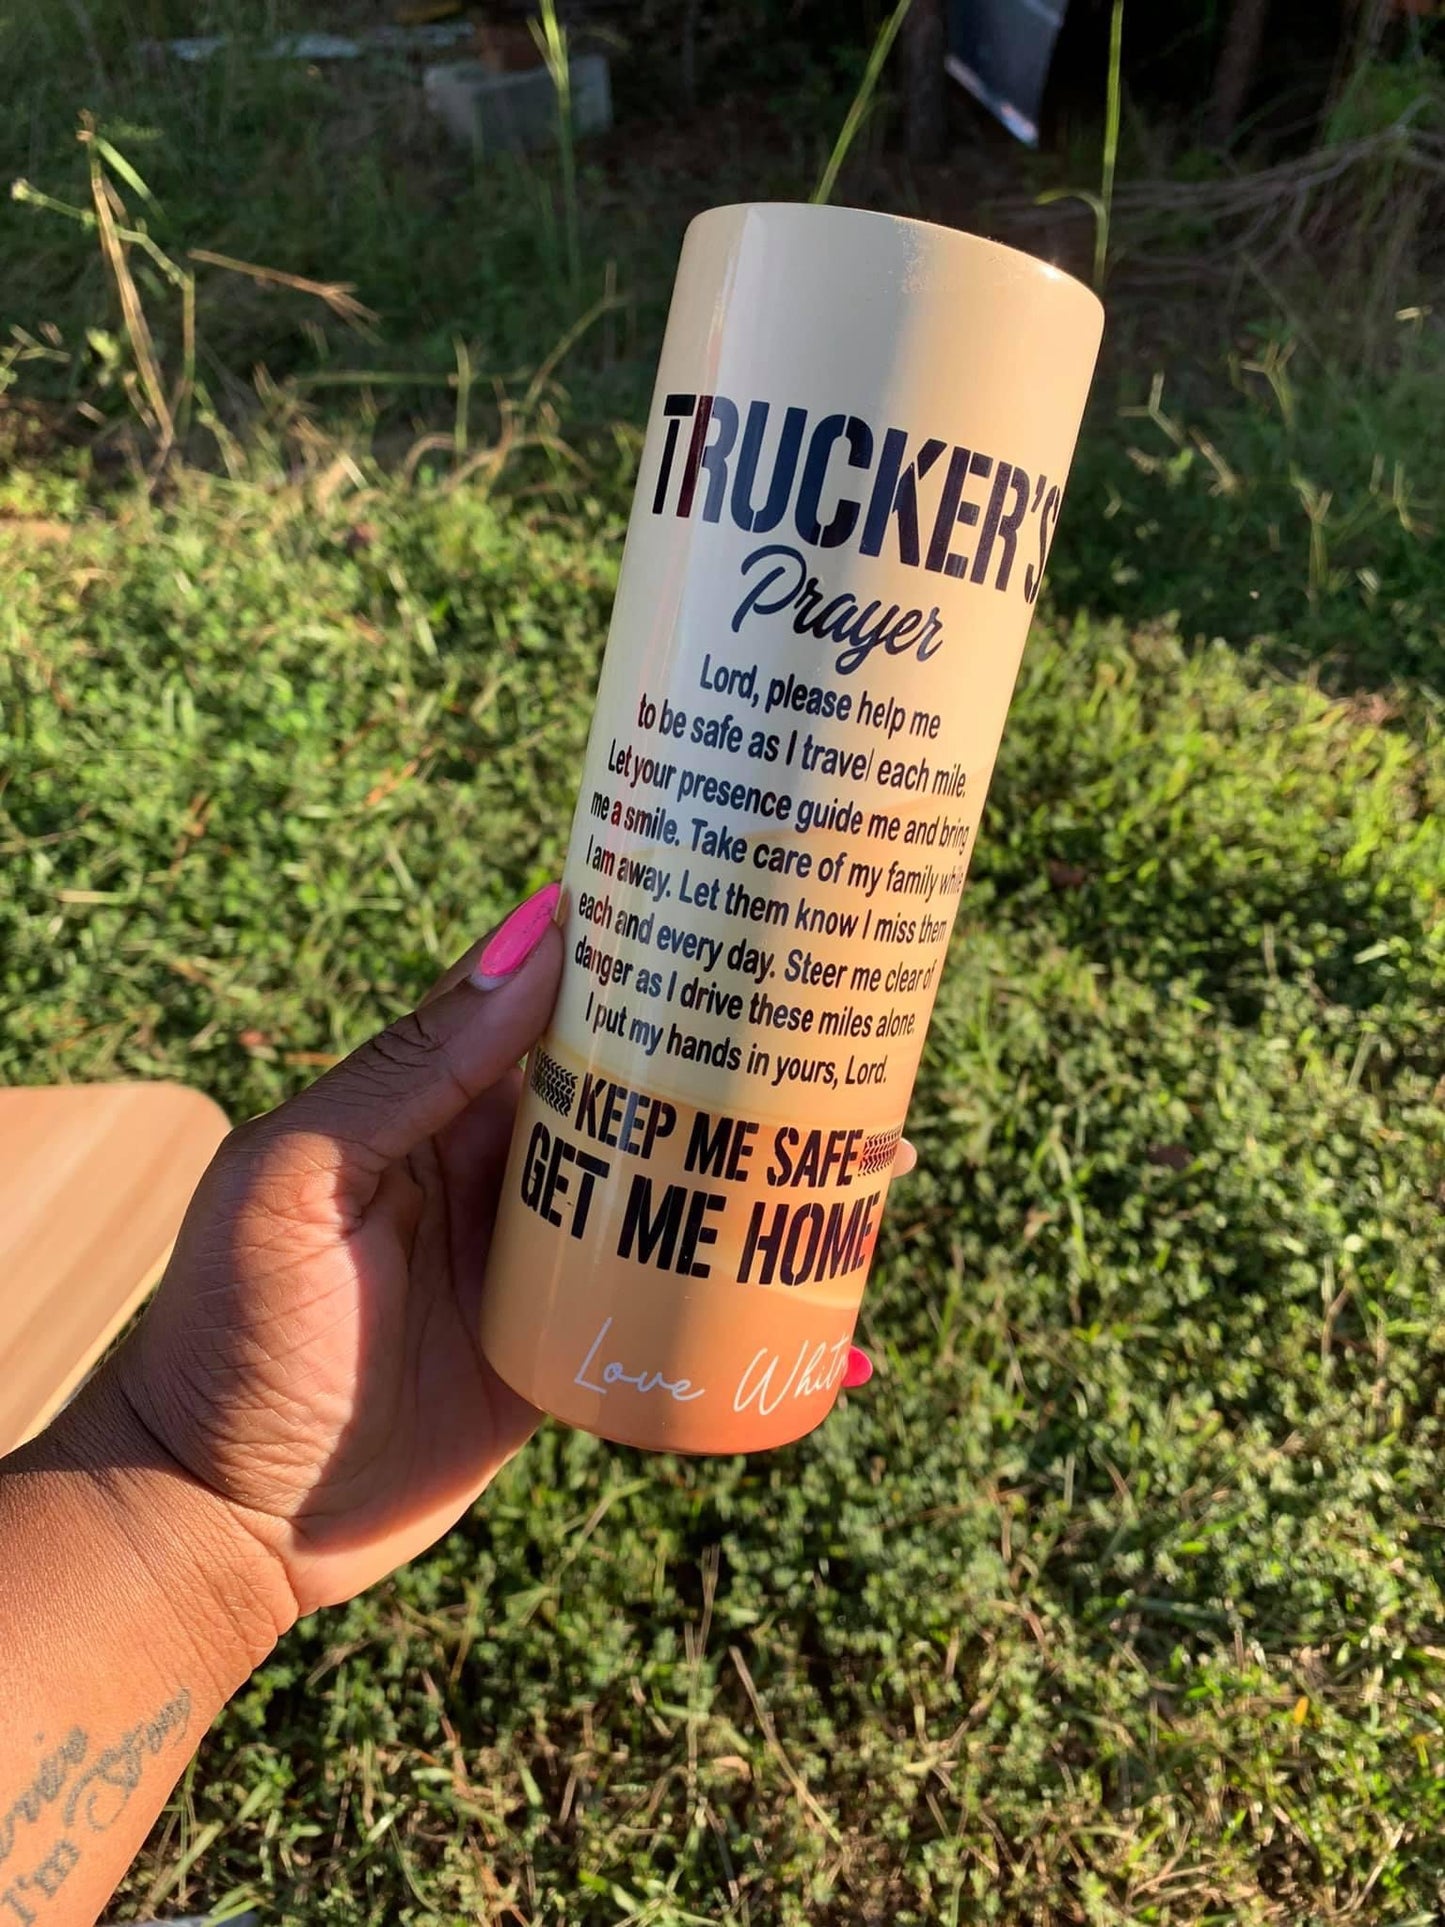 TRUCKER'S
Prayer
Lord, please help me
to be safe as I travel each mile.
Let your presence guide me and bring
me a smile. Take care of my family while
I am away. Let them know I miss them
each and every day. Steer me clear of
danger as I drive these miles alone.
I put my hands in yours, Lord.
KEEP ME SAFE
GET ME HOME
Love Whitn
I'm Sorry